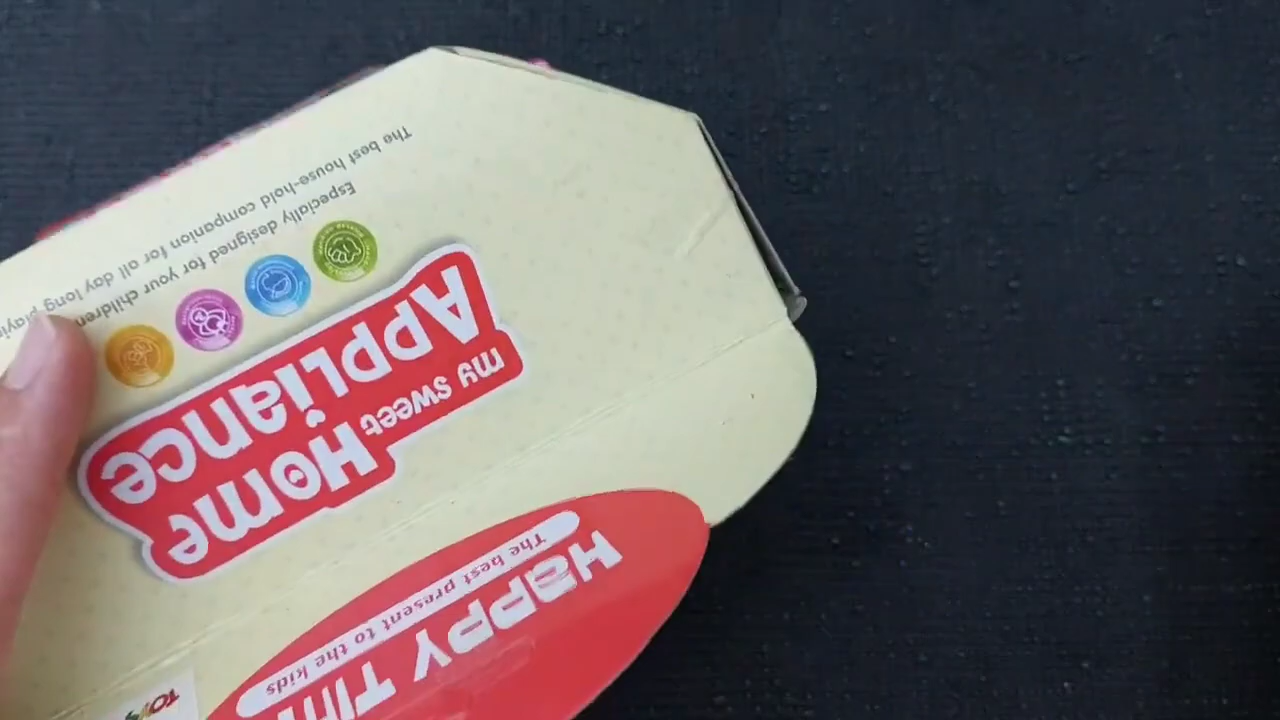 HAPPY
The best present to the kids
my sweet
Home
APPLiance
Especially designed for your children
The best house-hold companion for all day long